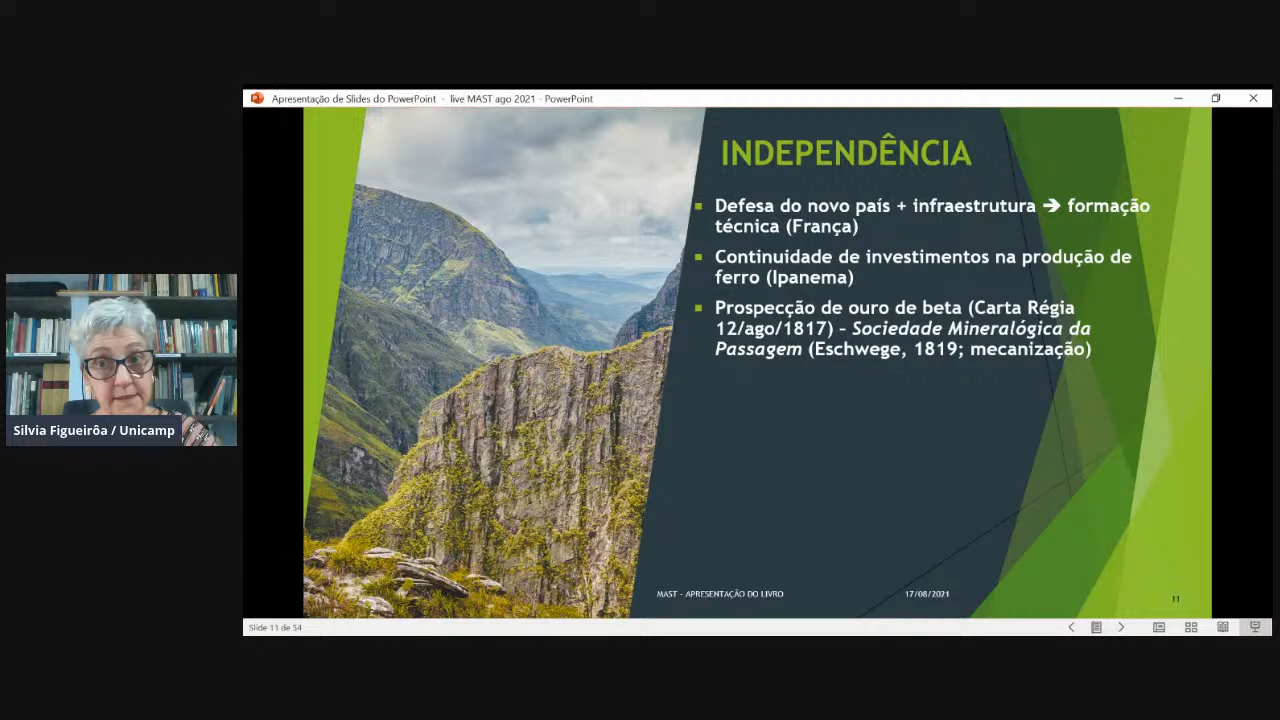 Apresentação de Slides do PowerPoint - live MAST ago 2021 - PowerPoint
INDEPENDÊNCIA
Defesa do novo país + infraestrutura → formação
técnica (França)
Continuidade de investimentos na produção de
ferro (Ipanema)
Prospecção de ouro de beta (Carta Régia
12/ago/1817) – Sociedade Mineralógica da
Passagem (Eschwege, 1819; mecanização)
Silvia Figueirôa / Unicamp
MAST - APRESENTAÇÃO DO LIVRO
17/08/2021
11
Slide 11 de 54